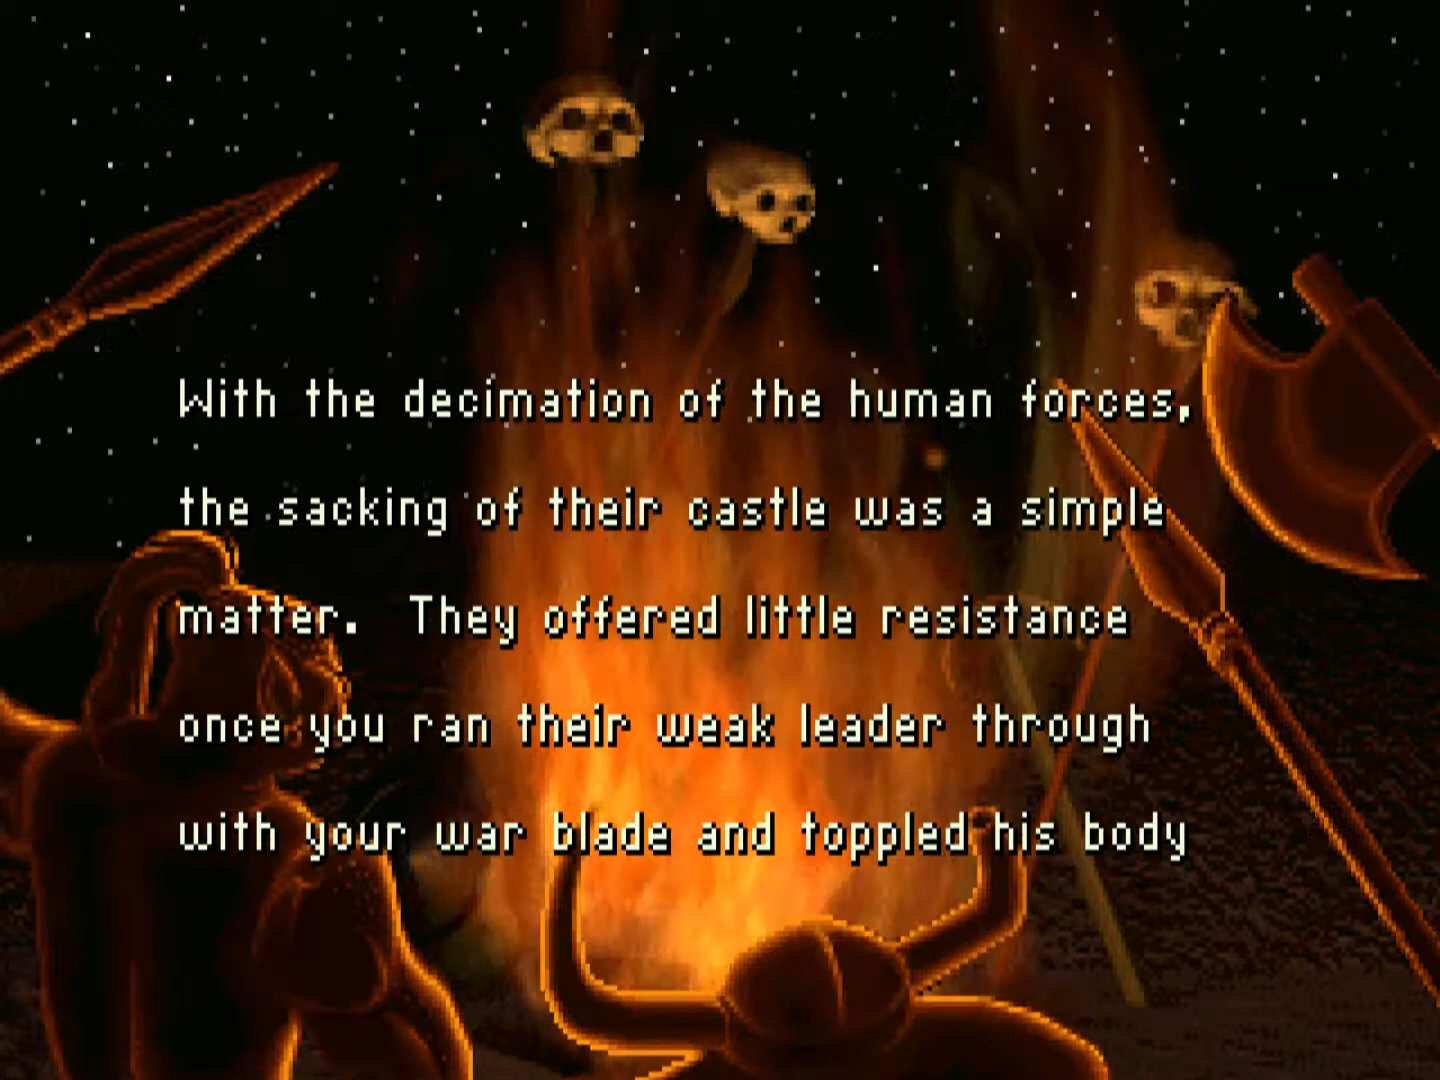 With the decimation of the human forces,
the sacking of their castle was a simple
matter.  They offered little resistance
once you ran their weak leader through
with your war blade and toppled his body